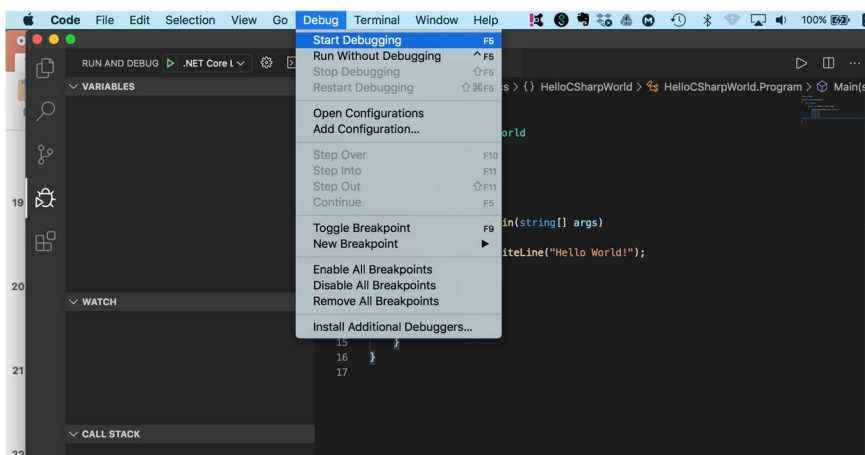 Code File Edit Selection View Go Debug Terminal Window Help 100%
RUN AND DEBUG .NET Core L
VARIABLES
Start Debugging F5
Run Without Debugging ^F5
Stop Debugging ⇧F5
Restart Debugging ⇧⌘F5
Open Configurations
Add Configuration...
Step Over F10
Step Into F11
Step Out ⇧F11
Continue F5
Toggle Breakpoint F9
New Breakpoint
Enable All Breakpoints
Disable All Breakpoints
Remove All Breakpoints
Install Additional Debuggers...
s > {} HelloCSharpWorld > HelloCSharpWorld.Program > Main(s
orld
in(string[] args)
iteLine("Hello World!");
15 }
16 }
17
WATCH
CALL STACK
19
20
21
22